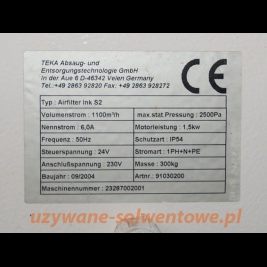 TEKA Absaug- und
Entsorgungstechnologie GmbH
In der Aue 6 D-46342 Velen Germany
Tel.:+49 2863 92820 Fax: +49 2863 928272
CE
Typ : Airfilter Ink S2
Volumenstrom : 1100m³/h max.stat.Pressung : 2500Pa
Nennstrom : 6,0A Motorleistung : 1,5kw
Frequenz : 50Hz Schutzart : IP54
Steuerspannung : 24V Stromart : 1PH+N+PE
Anschlußspannung : 230V Masse : 300kg
Baujahr : 09/2004 Artnr. : 91030200
Maschinennummer : 23267002001
uzywane-solwentowe.pl